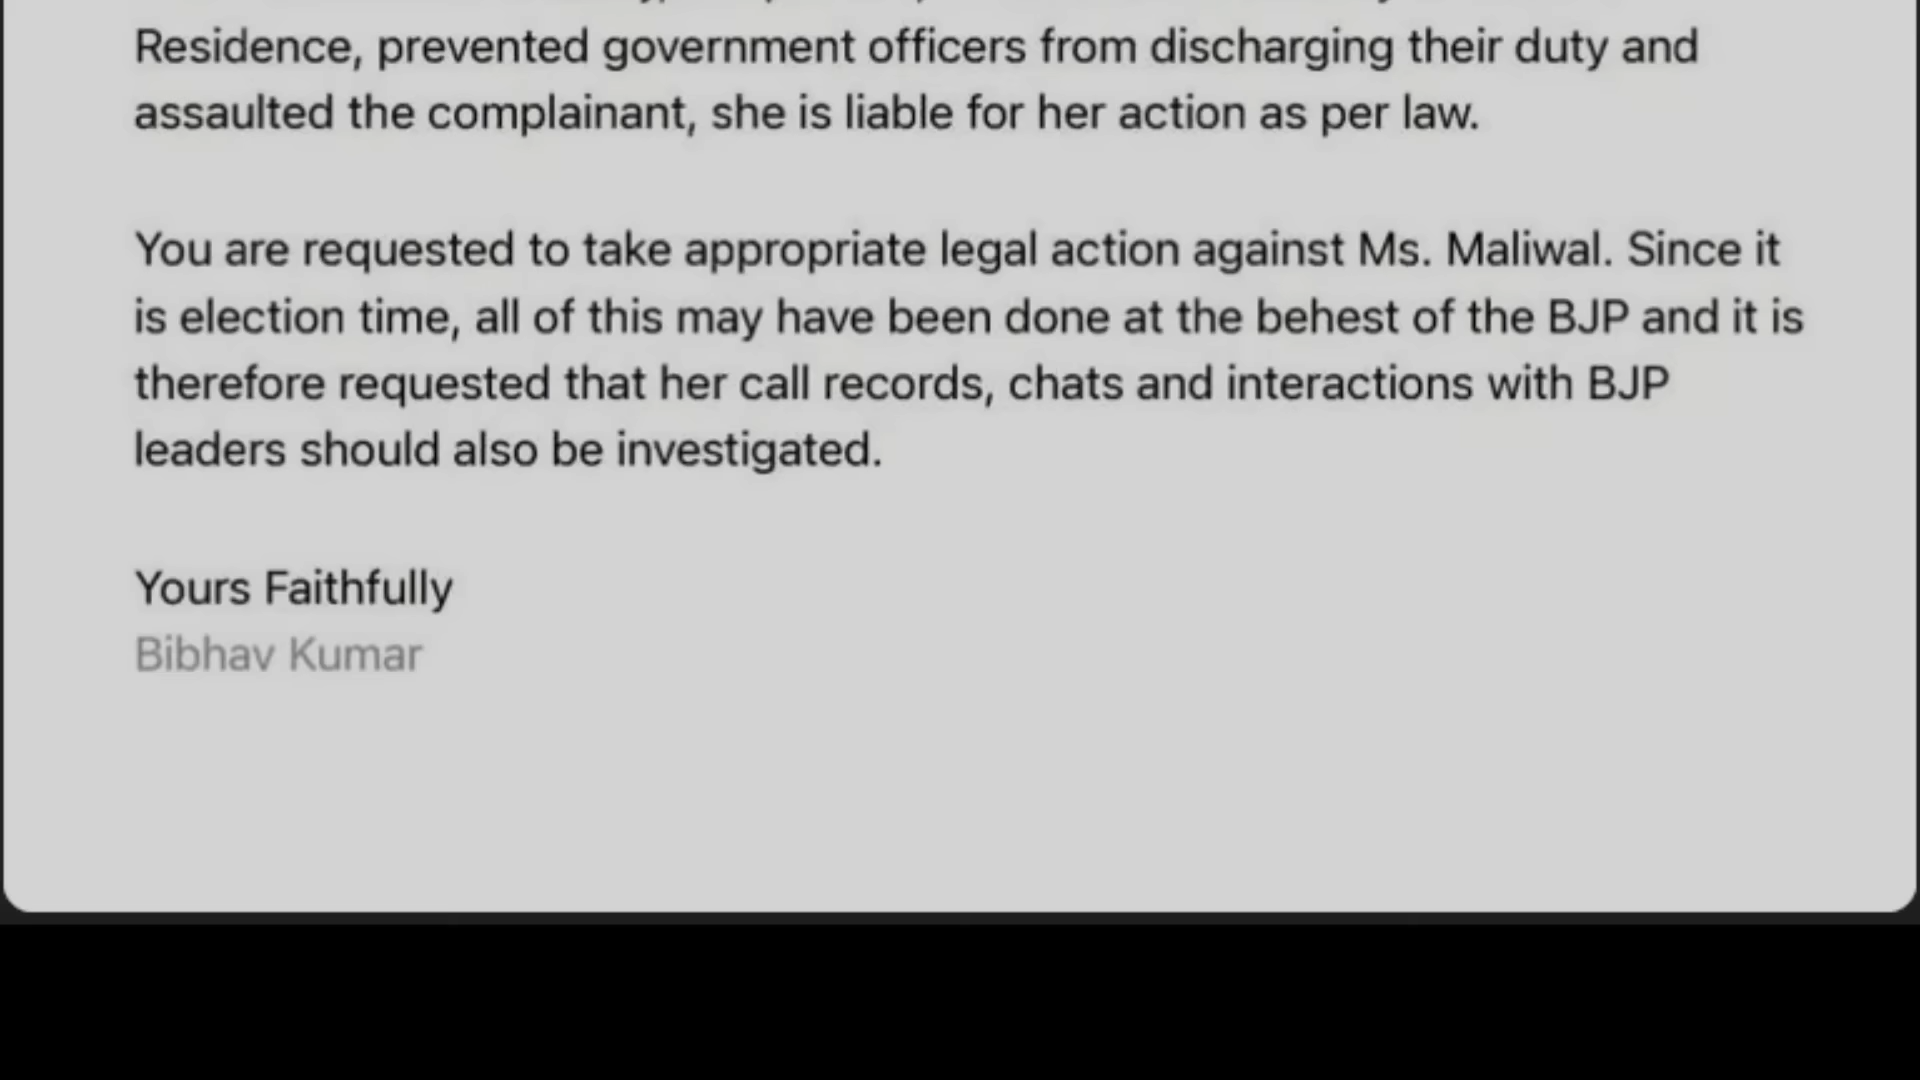 Residence, prevented government officers from discharging their duty and
assaulted the complainant, she is liable for her action as per law.
You are requested to take appropriate legal action against Ms. Maliwal. Since it
is election time, all of this may have been done at the behest of the BJP and it is
therefore requested that her call records, chats and interactions with BJP
leaders should also be investigated.
Yours Faithfully
Bibhav Kumar